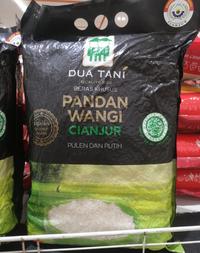 DUA TANI
BERAS KHUSUS
PANDAN
WANGI
CIANJUR
PULEN DAN PUTIH